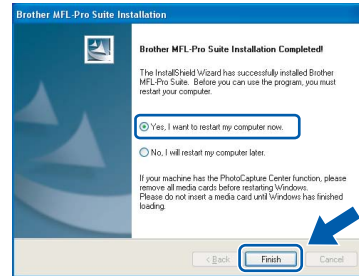 Brother MFL-Pro Suite Installation
Brother MFL-Pro Suite Installation Completed!
The InstallShield Wizard has successfully installed Brother
MFL-Pro Suite. Before you can use the program, you must
restart your computer.
Yes, I want to restart my computer now.
No, I will restart my computer later.
If your machine has the PhotoCapture Center function, please
remove all media cards before restarting Windows.
Please do not insert a media card until Windows has finished
loading.
< Back Finish Cancel